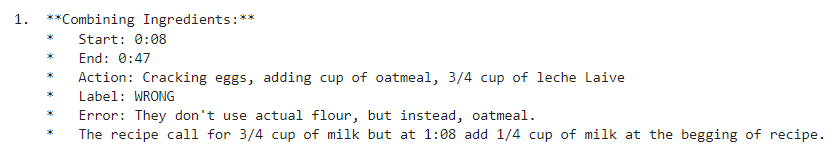 1. **Combining Ingredients:**
* Start: 0:08
* End: 0:47
* Action: Cracking eggs, adding cup of oatmeal, 3/4 cup of leche Laive
* Label: WRONG
* Error: They don't use actual flour, but instead, oatmeal.
* The recipe call for 3/4 cup of milk but at 1:08 add 1/4 cup of milk at the begging of recipe.